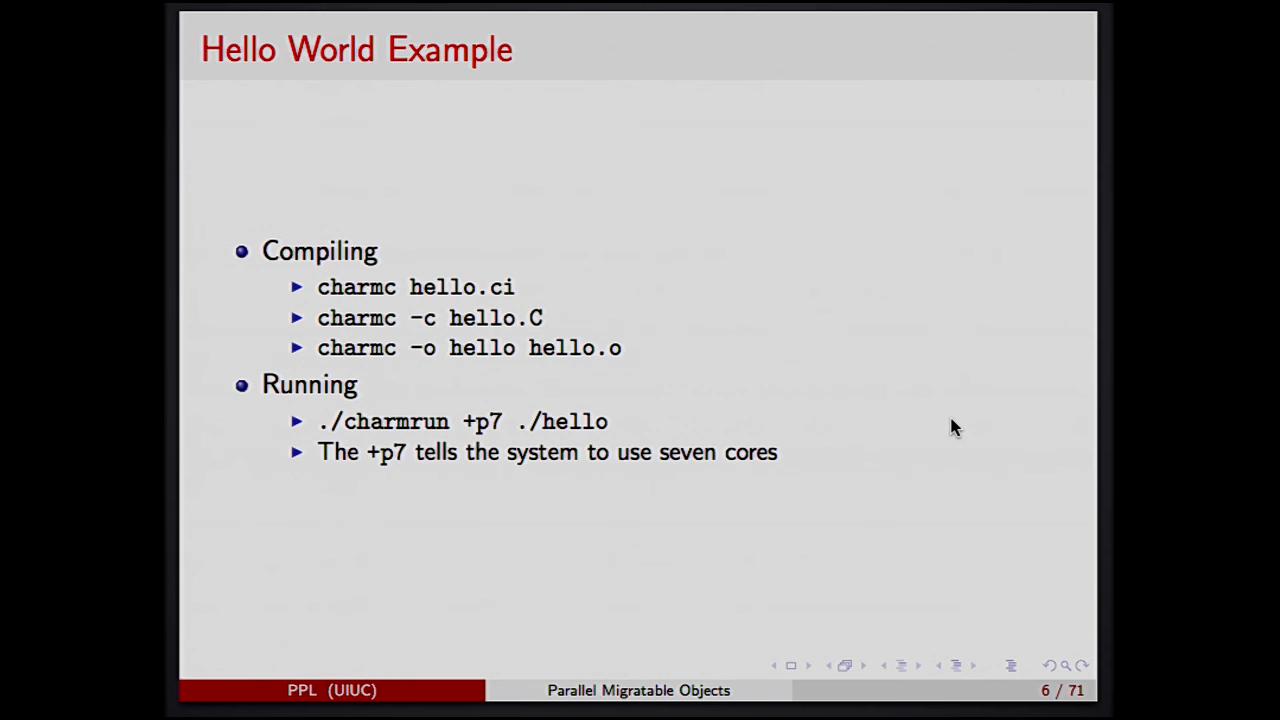 Hello World Example
Compiling
charmc hello.ci
charmc -c hello.C
charmc -o hello hello.o
Running
./charmrun +p7 ./hello
The +p7 tells the system to use seven cores
PPL (UIUC)
Parallel Migratable Objects
6 / 71